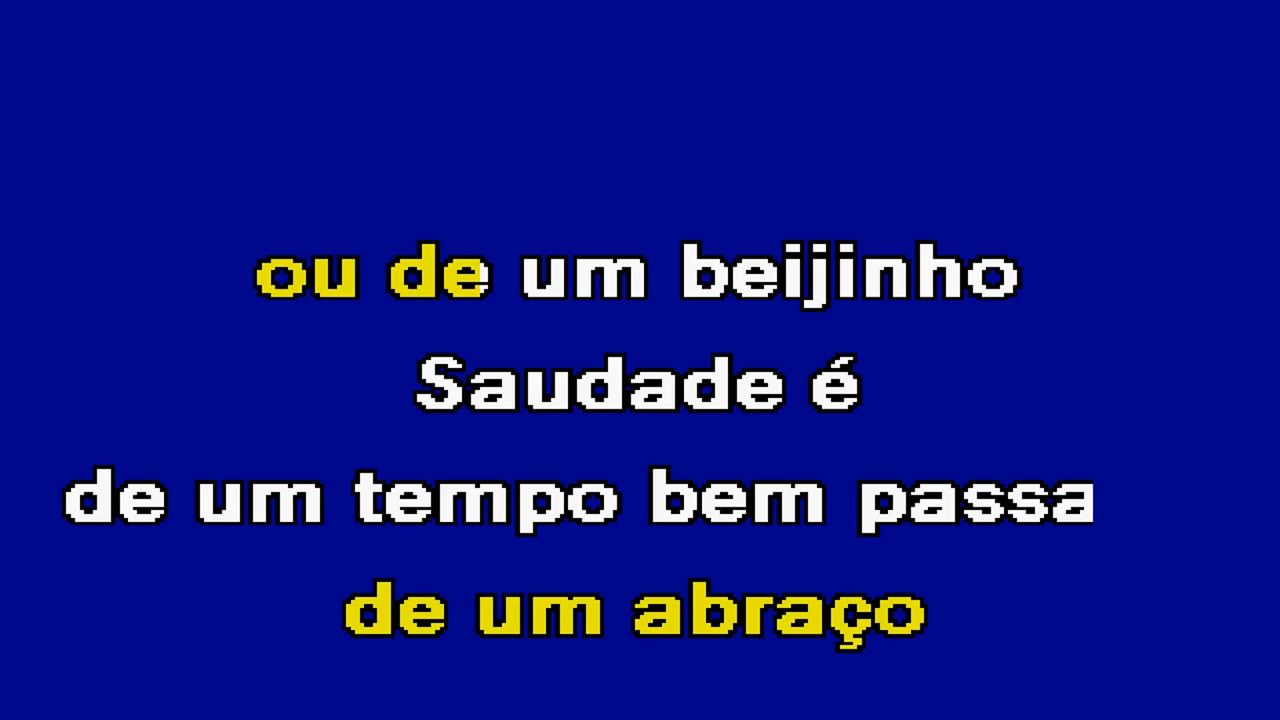 ou de um beijinho
Saudade é
de um tempo bem passa
de um abraço